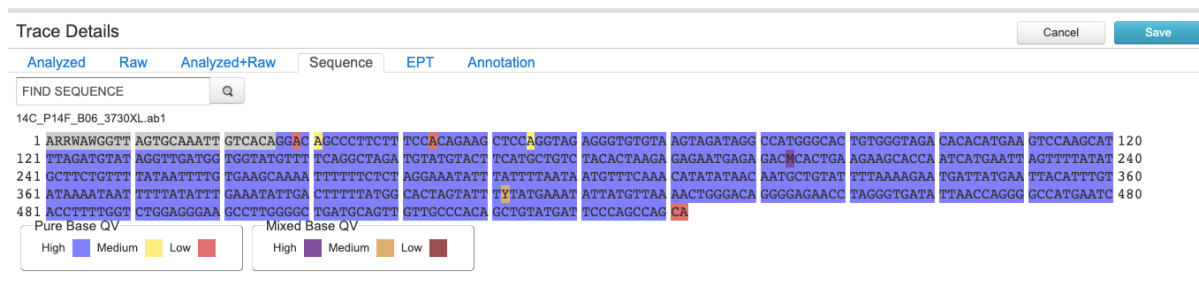 Trace Details
Cancel
Save
Analyzed Raw Analyzed+Raw Sequence EPT Annotation
FIND SEQUENCE
14C_P14F_B06_3730XL.ab1
1 ARRWAWGGTT AGTGCAAATT GTCACAGGAC AGCCCTTCTT TCCACAGAAG CTCCAGGTAG AGGGTGTGTA AGTAGATAGG CCATGGGCAC TGTGGGTAGA CACACATGAA GTCCAAGCAT 120
121 TTAGATGTAT AGGTTGATGG TGGTATGTTT TCAGGCTAGA TGTATGTACT TCATGCTGTC TACACTAAGA GAGAATGAGA GACMCACTGA AGAAGCACCA ATCATGAATT AGTTTTATAT 240
241 GCTTCTGTTT TATAATTTTG TGAAGCAAAA TTTTTTCTCT AGGAAATATT TATTTTAATA ATGTTTCAAA CATATATAAC AATGCTGTAT TTTAAAAGAA TGATTATGAA TTACATTTGT 360
361 ATAAAATAAT TTTTATATTT GAAATATTGA CTTTTTATGG CACTAGTATT TYTATGAAAT ATTATGTTAA AACTGGGACA GGGGAGAACC TAGGGTGATA TTAACCAGGG GCCATGAATC 480
481 ACCTTTTGGT CTGGAGGGAA GCCTTGGGGC TGATGCAGTT GTTGCCCACA GCTGTATGAT TCCCAGCCAG CA
Pure Base QV Mixed Base QV
High Medium Low High Medium Low